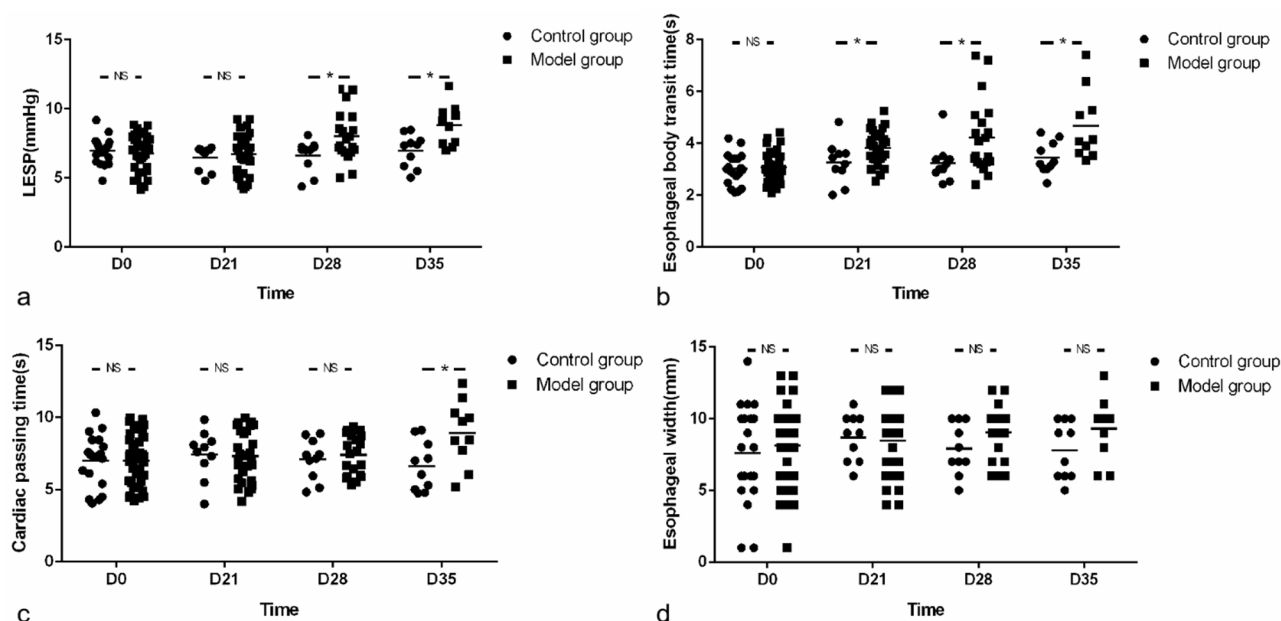 15
10
5
0
LESP(mmHg)
NS
NS
*
*
D0
D21
D28
D35
Time
Control group
Model group
a
8
6
4
2
0
Esophageal body transit time(s)
NS
*
*
*
D0
D21
D28
D35
Time
Control group
Model group
b
15
10
5
0
Cardiac passing time(s)
NS
NS
NS
*
D0
D21
D28
D35
Time
Control group
Model group
c
15
10
5
0
Esophageal width(mm)
NS
NS
NS
NS
D0
D21
D28
D35
Time
Control group
Model group
d